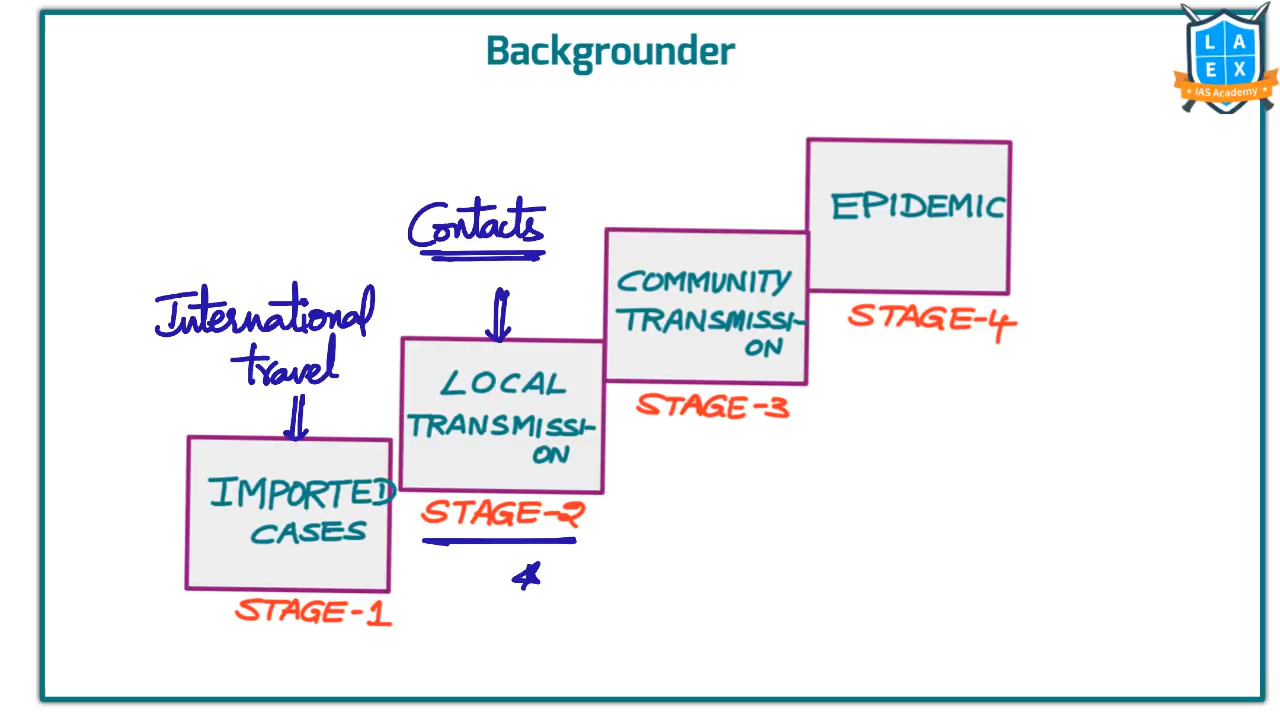 Backgrounder
L A
E X
IAS Academy
International
travel
IMPORTED
CASES
STAGE-1
Contacts
LOCAL
TRANSMISSI-
ON
STAGE-2
COMMUNITY
TRANSMISSI-
ON
STAGE-3
EPIDEMIC
STAGE-4